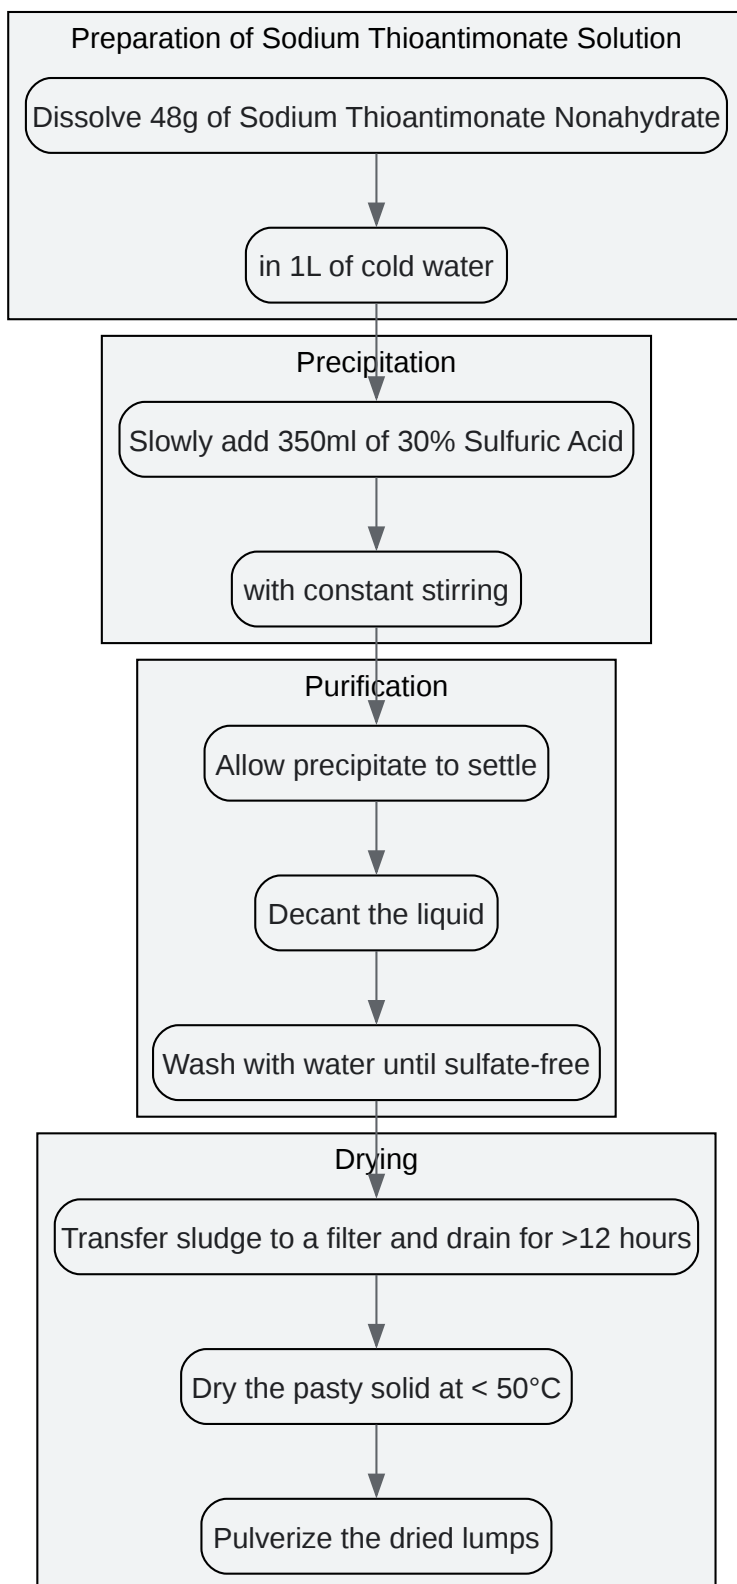 Preparation of Sodium Thioantimonate Solution
Dissolve 48g of Sodium Thioantimonate Nonahydrate
in 1L of cold water
Precipitation
Slowly add 350ml of 30% Sulfuric Acid
with constant stirring
Purification
Allow precipitate to settle
Decant the liquid
Wash with water until sulfate-free
Drying
Transfer sludge to a filter and drain for >12 hours
Dry the pasty solid at < 50°C
Pulverize the dried lumps